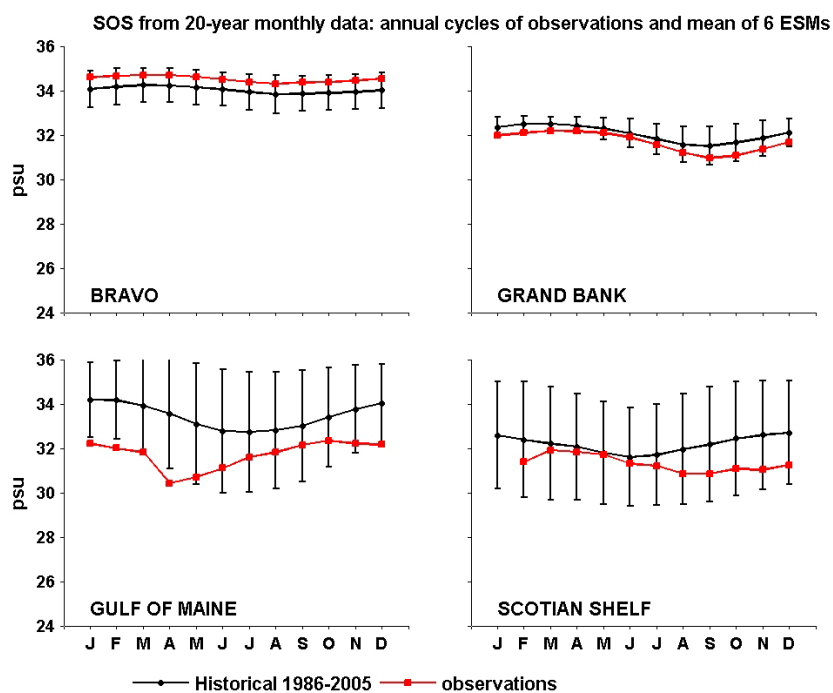 SOS from 20-year monthly data: annual cycles of observations and mean of 6 ESMs
36
34
32
30
28
26
24
psu
BRAVO
GRAND BANK
36
34
32
30
28
26
24
psu
GULF OF MAINE
SCOTIAN SHELF
J F M A M J J A S O N D
J F M A M J J A S O N D
Historical 1986-2005
observations